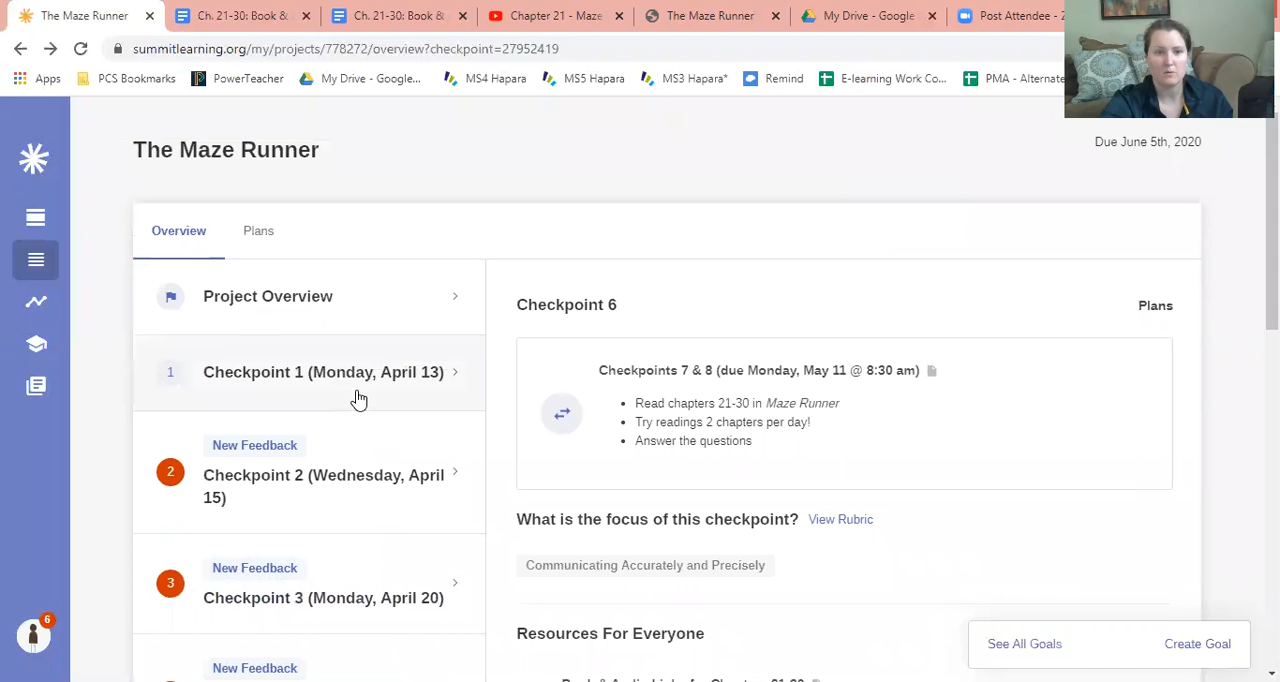 The Maze Runner
Ch. 21-30: Book &
Ch. 21-30: Book &
Chapter 21 - Maze
The Maze Runner
My Drive - Google
Post Attendee - 2
summitlearning.org/my/projects/778272/overview?checkpoint=27952419
Apps
PCS Bookmarks
PowerTeacher
My Drive - Google...
MS4 Hapara
MS5 Hapara
MS3 Hapara*
Remind
E-learning Work Co...
PMA - Alternate
The Maze Runner
Due June 5th, 2020
Overview
Plans
Project Overview
1
Checkpoint 1 (Monday, April 13)
New Feedback
2
Checkpoint 2 (Wednesday, April
15)
New Feedback
3
Checkpoint 3 (Monday, April 20)
New Feedback
6
Checkpoint 6
Plans
Checkpoints 7 & 8 (due Monday, May 11 @ 8:30 am)
Read chapters 21-30 in Maze Runner
Try readings 2 chapters per day!
Answer the questions
What is the focus of this checkpoint?
View Rubric
Communicating Accurately and Precisely
Resources For Everyone
See All Goals
Create Goal